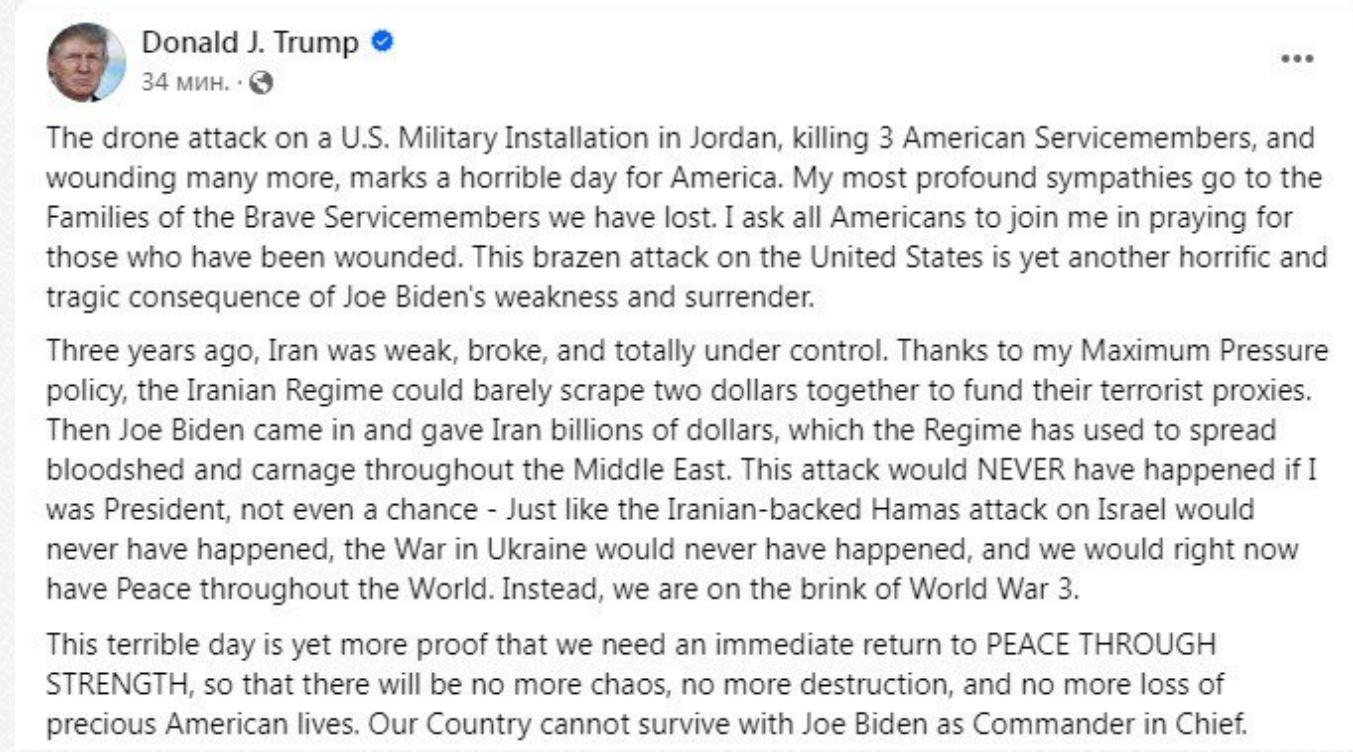 Donald J. Trump
34 мин. ·
The drone attack on a U.S. Military Installation in Jordan, killing 3 American Servicemembers, and
wounding many more, marks a horrible day for America. My most profound sympathies go to the
Families of the Brave Servicemembers we have lost. I ask all Americans to join me in praying for
those who have been wounded. This brazen attack on the United States is yet another horrific and
tragic consequence of Joe Biden's weakness and surrender.
Three years ago, Iran was weak, broke, and totally under control. Thanks to my Maximum Pressure
policy, the Iranian Regime could barely scrape two dollars together to fund their terrorist proxies.
Then Joe Biden came in and gave Iran billions of dollars, which the Regime has used to spread
bloodshed and carnage throughout the Middle East. This attack would NEVER have happened if I
was President, not even a chance - Just like the Iranian-backed Hamas attack on Israel would
never have happened, the War in Ukraine would never have happened, and we would right now
have Peace throughout the World. Instead, we are on the brink of World War 3.
This terrible day is yet more proof that we need an immediate return to PEACE THROUGH
STRENGTH, so that there will be no more chaos, no more destruction, and no more loss of
precious American lives. Our Country cannot survive with Joe Biden as Commander in Chief.